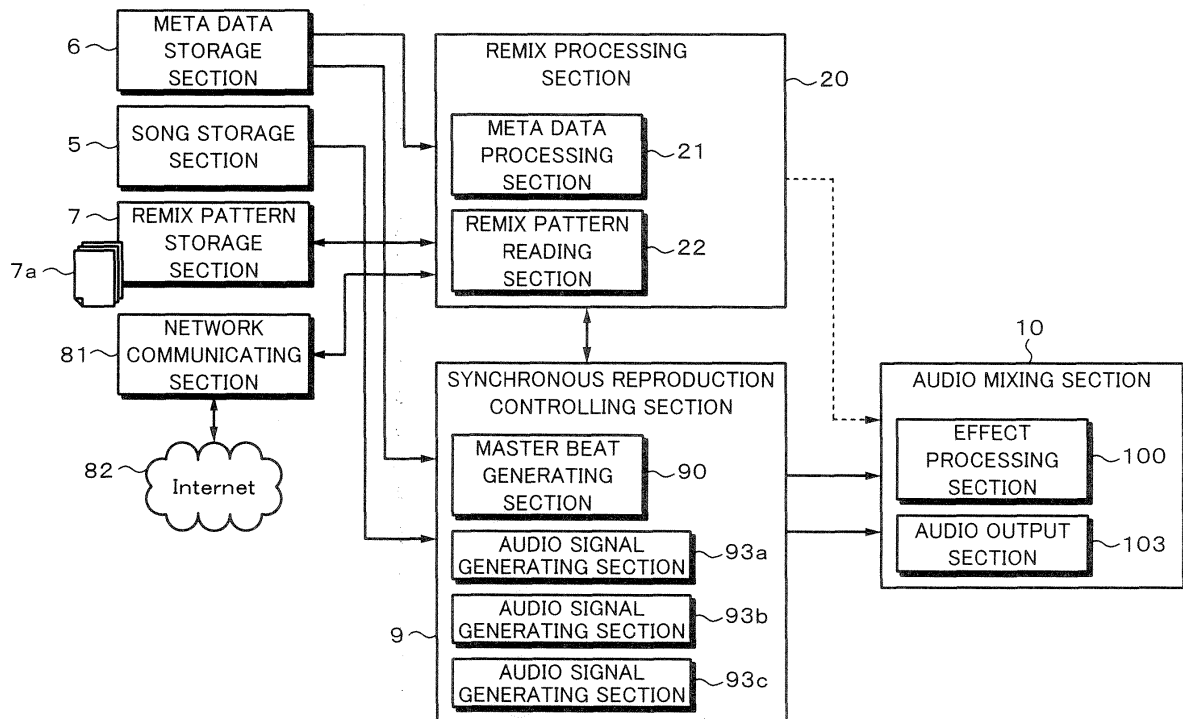 6
META DATA
STORAGE
SECTION
5
SONG STORAGE
SECTION
7
REMIX PATTERN
STORAGE
SECTION
7a
81
NETWORK
COMMUNICATING
SECTION
82
Internet
REMIX PROCESSING
SECTION
20
META DATA
PROCESSING
SECTION
21
REMIX PATTERN
READING
SECTION
22
SYNCHRONOUS REPRODUCTION
CONTROLLING SECTION
MASTER BEAT
GENERATING
SECTION
90
AUDIO SIGNAL
GENERATING SECTION
93a
AUDIO SIGNAL
GENERATING SECTION
93b
AUDIO SIGNAL
GENERATING SECTION
93c
9
10
AUDIO MIXING SECTION
EFFECT
PROCESSING
SECTION
100
AUDIO OUTPUT
SECTION
103